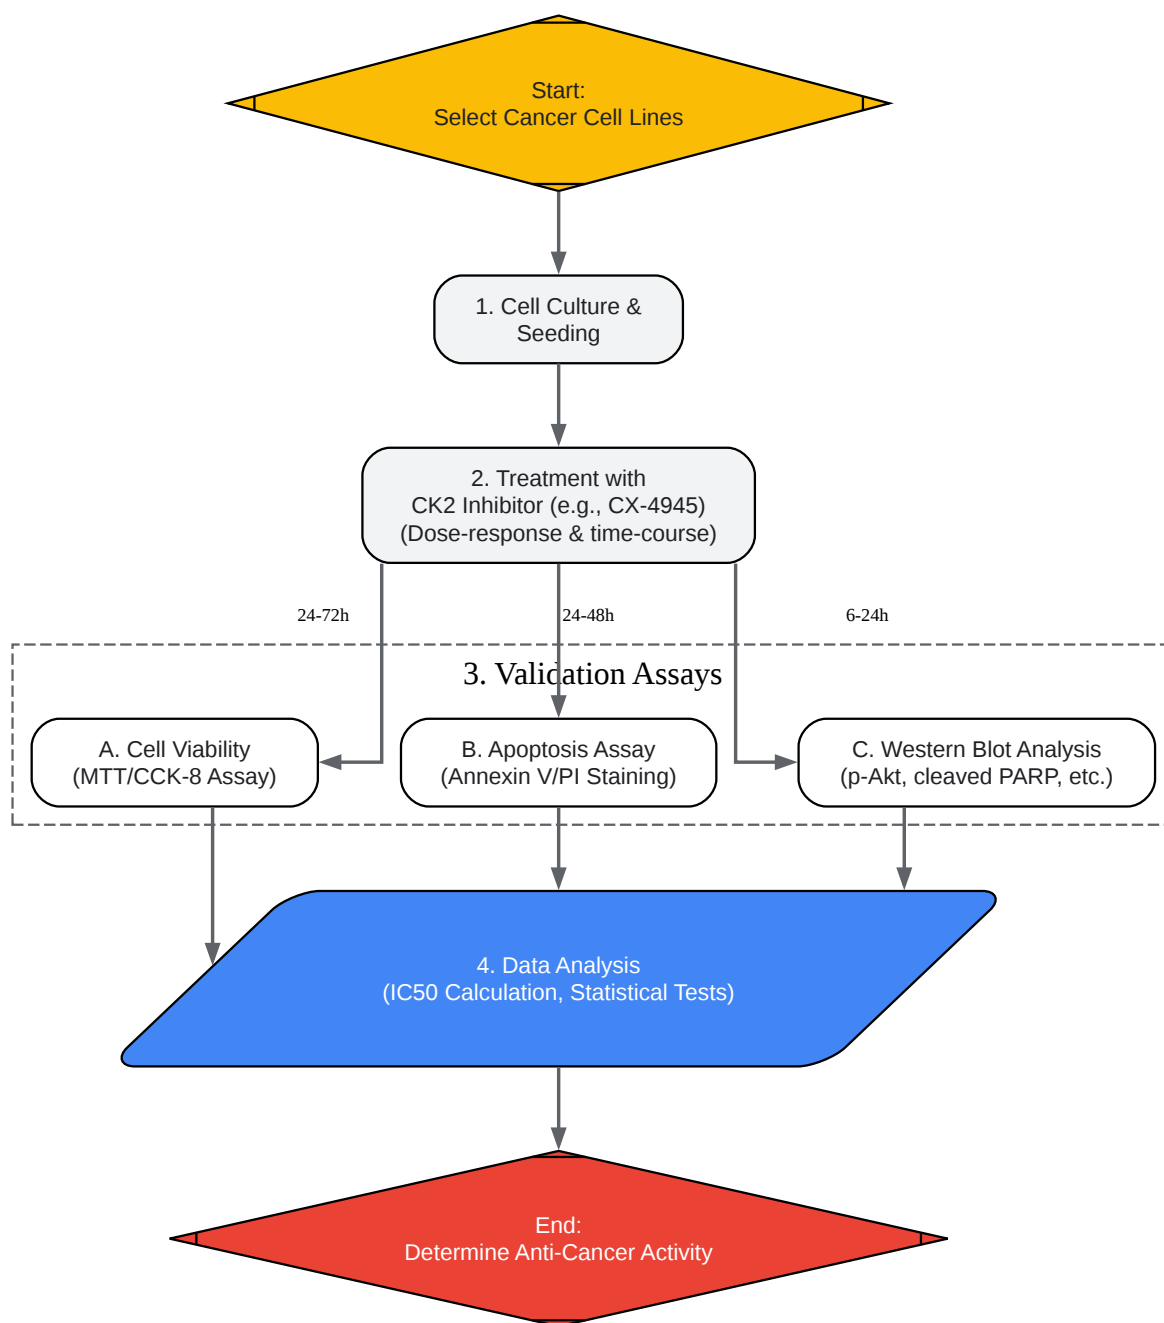 Start:
Select Cancer Cell Lines
1. Cell Culture &
Seeding
2. Treatment with
CK2 Inhibitor (e.g., CX-4945)
(Dose-response & time-course)
24-72h
24-48h
6-24h
3. Validation Assays
A. Cell Viability
(MTT/CCK-8 Assay)
B. Apoptosis Assay
(Annexin V/PI Staining)
C. Western Blot Analysis
(p-Akt, cleaved PARP, etc.)
4. Data Analysis
(IC50 Calculation, Statistical Tests)
End:
Determine Anti-Cancer Activity